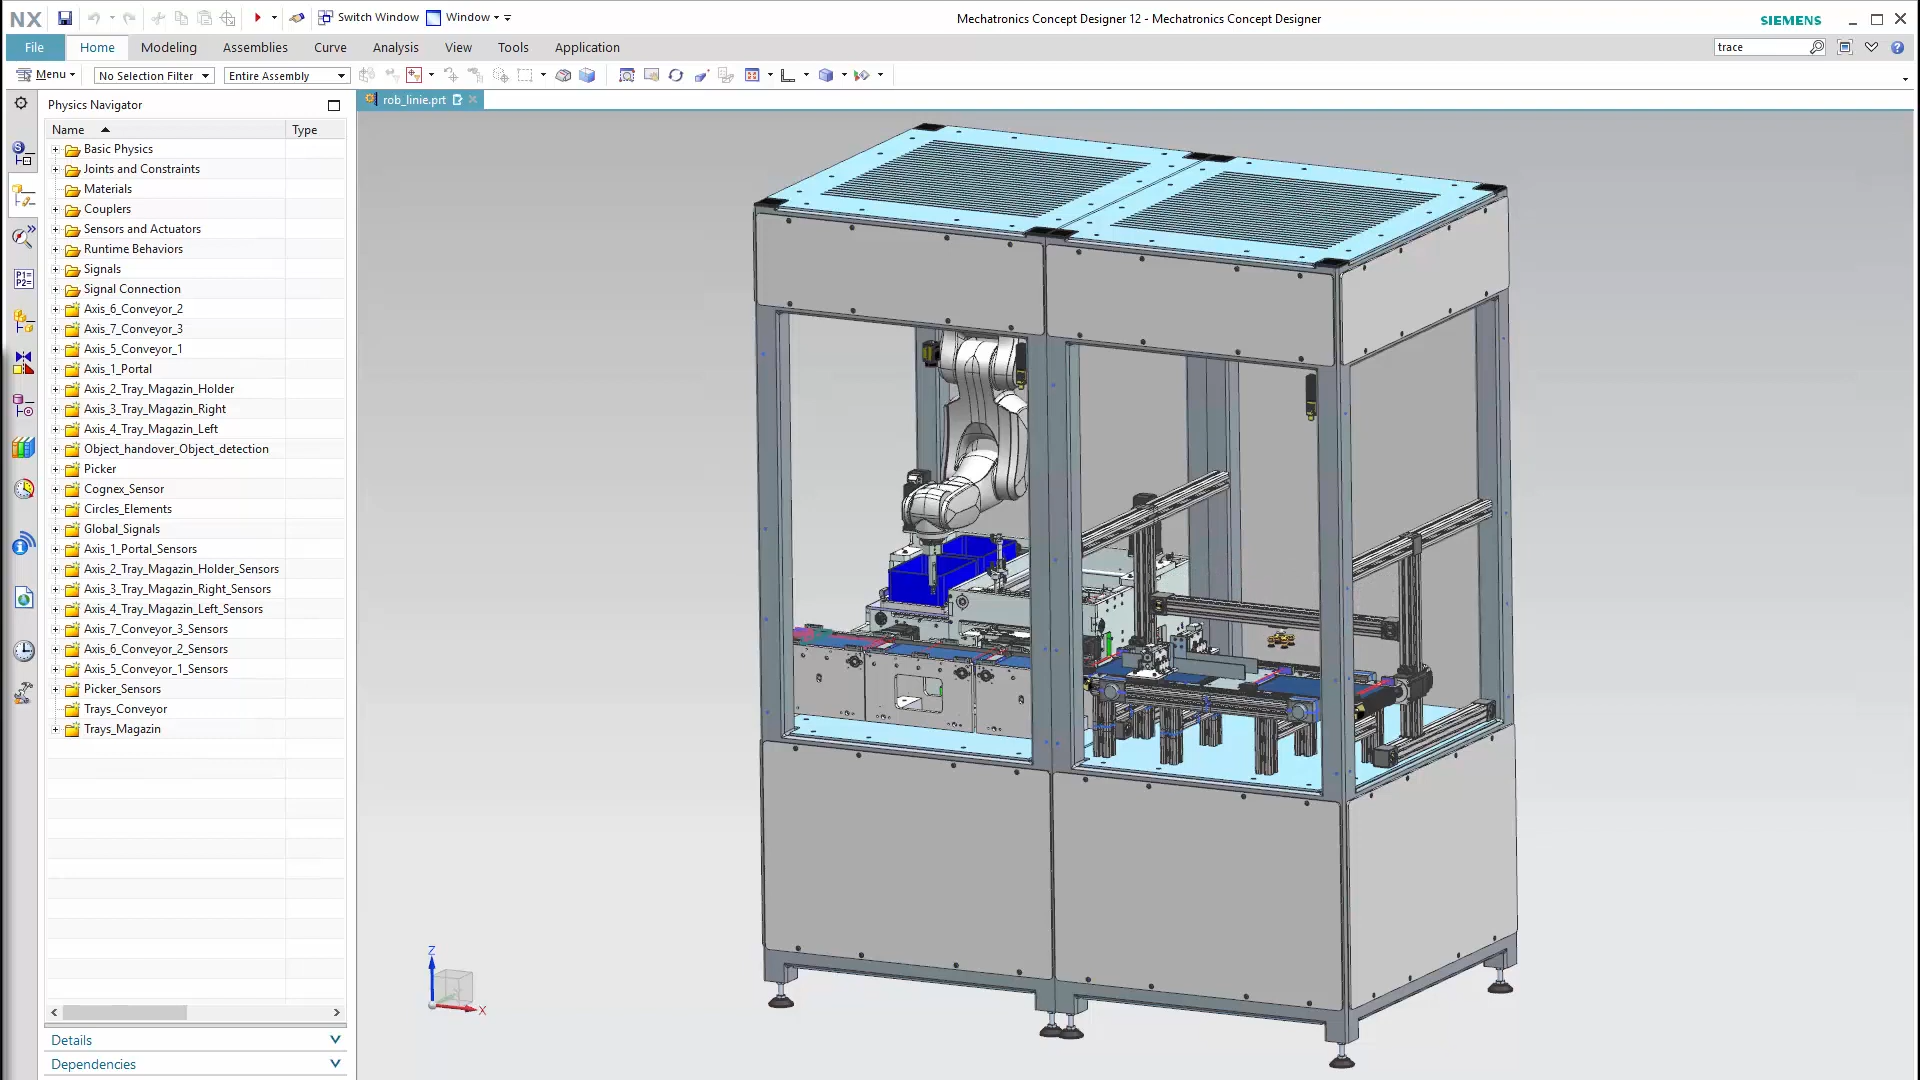 NX
Switch Window
Window
Mechatronics Concept Designer 12 - Mechatronics Concept Designer
SIEMENS
File
Home
Modeling
Assemblies
Curve
Analysis
View
Tools
Application
trace
Menu
No Selection Filter
Entire Assembly
Physics Navigator
rob_linie.prt
Name
Type
Basic Physics
Joints and Constraints
Materials
Couplers
Sensors and Actuators
Runtime Behaviors
Signals
Signal Connection
Axis_6_Conveyor_2
Axis_7_Conveyor_3
Axis_5_Conveyor_1
Axis_1_Portal
Axis_2_Tray_Magazin_Holder
Axis_3_Tray_Magazin_Right
Axis_4_Tray_Magazin_Left
Object_handover_Object_detection
Picker
Cognex_Sensor
Circles_Elements
Global_Signals
Axis_1_Portal_Sensors
Axis_2_Tray_Magazin_Holder_Sensors
Axis_3_Tray_Magazin_Right_Sensors
Axis_4_Tray_Magazin_Left_Sensors
Axis_7_Conveyor_3_Sensors
Axis_6_Conveyor_2_Sensors
Axis_5_Conveyor_1_Sensors
Picker_Sensors
Trays_Conveyor
Trays_Magazin
P1=
P2=
Z
X
Details
Dependencies